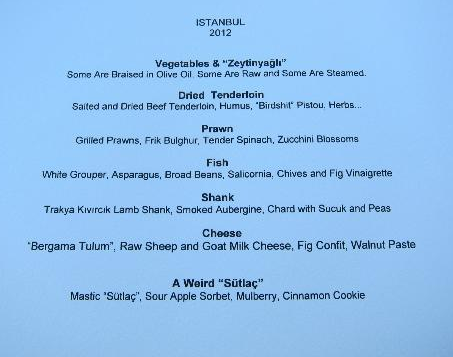 ISTANBUL
2012
Vegetables & "Zeytinyağlı"
Some Are Braised in Olive Oil. Some Are Raw and Some Are Steamed.
Dried Tenderloin
Salted and Dried Beef Tenderloin, Humus, "Birdshit" Pistou, Herbs...
Prawn
Grilled Prawns, Frik Bulghur, Tender Spinach, Zucchini Blossoms
Fish
White Grouper, Asparagus, Broad Beans, Salicornia, Chives and Fig Vinaigrette
Shank
Trakya Kıvırcık Lamb Shank, Smoked Aubergine, Chard with Sucuk and Peas
Cheese
"Bergama Tulum", Raw Sheep and Goat Milk Cheese, Fig Confit, Walnut Paste
A Weird "Sütlaç"
Mastic "Sütlaç", Sour Apple Sorbet, Mulberry, Cinnamon Cookie